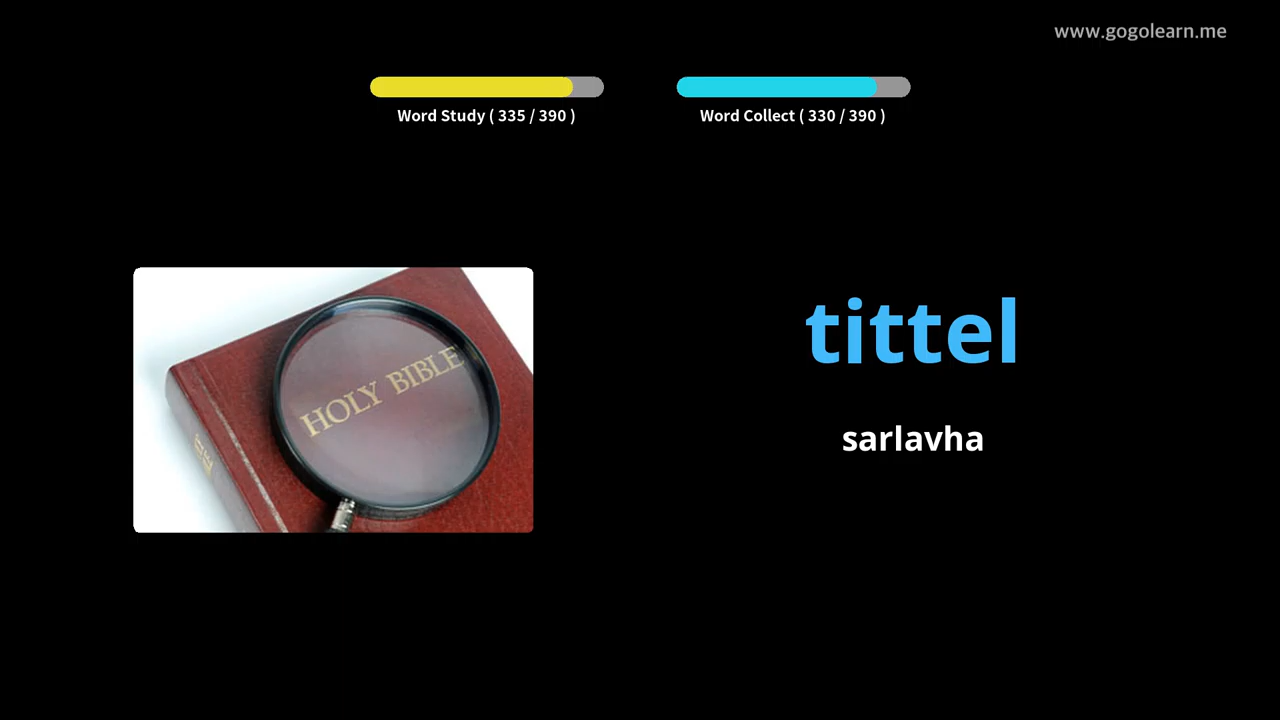 www.gogolearn.me
Word Study ( 335 / 390 )
Word Collect ( 330 / 390 )
HOLY BIBLE
tittel
sarlavha